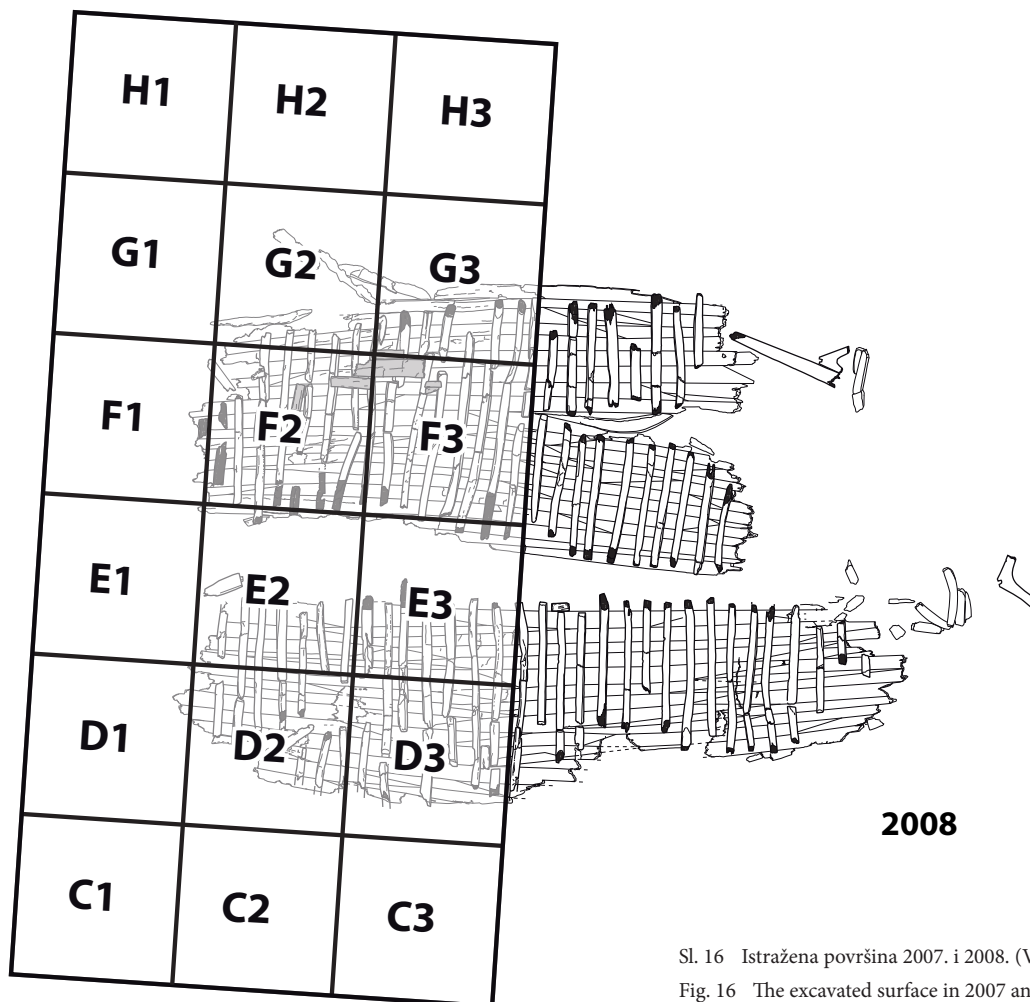 H1 H2 H3
G1 G2 G3
F1 F2 F3
E1 E2 E3
D1 D2 D3
2008
C1 C2 C3
Sl. 16 Istražena površina 2007. i 2008. (V
Fig. 16 The excavated surface in 2007 an